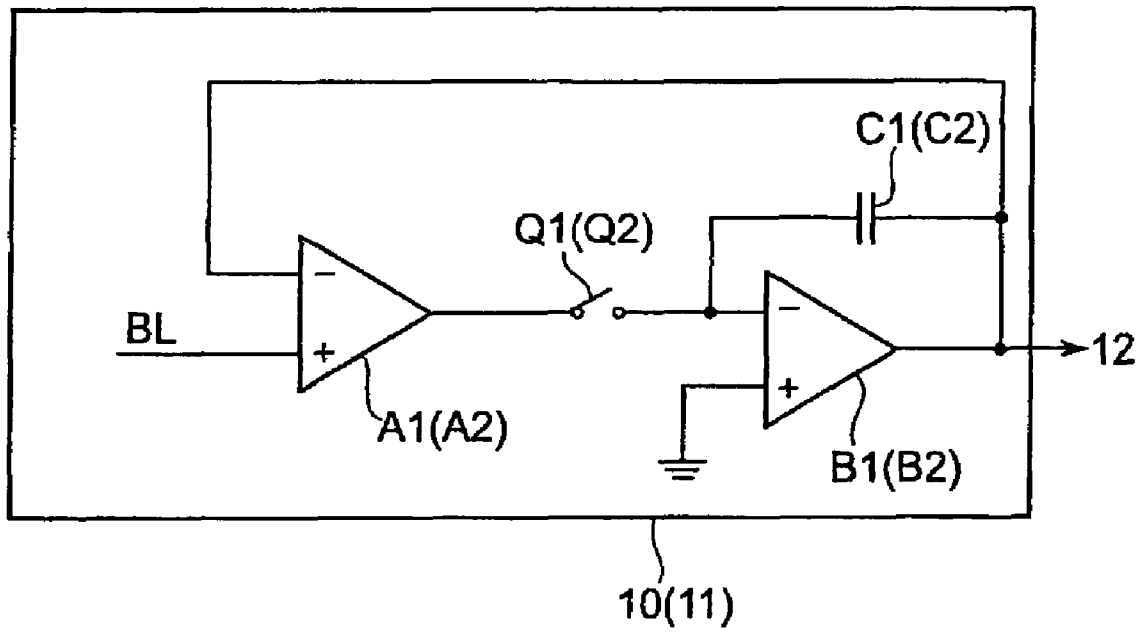 C1(C2)
Q1(Q2)
−
−
BL
+
12
+
A1(A2)
B1(B2)
10(11)